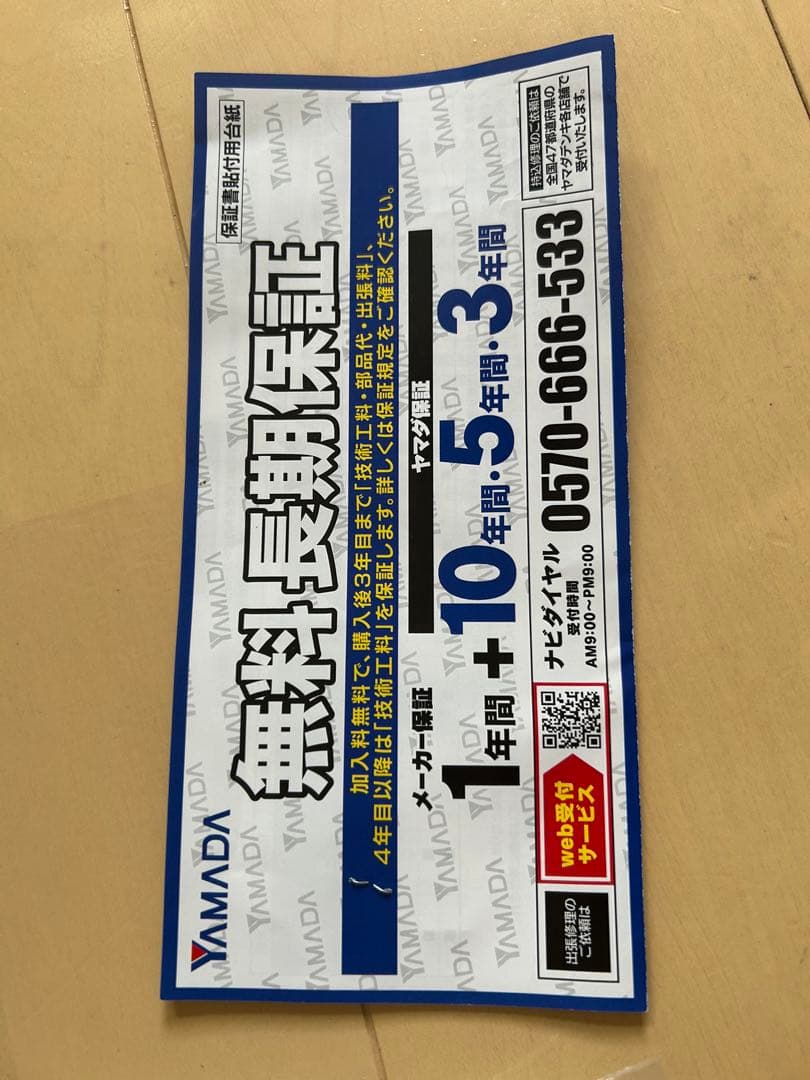 YAMADA
保証書貼付用台紙
無料長期保証
加入料無料で、購入後3年目まで「技術工料・部品代・出張料」、
4年目以降は「技術工料」を保証します。詳しくは保証規定をご確認ください。
メーカー保証
ヤマダ保証
1年間+10年間・5年間・3年間
出張修理の
ご依頼は
web受付
サービス
ナビダイヤル
受付時間
AM9:00～PM9:00
0570-666-533
持込修理のご依頼は
全国47都道府県の
ヤマダデンキ各店舗で
受付いたします。